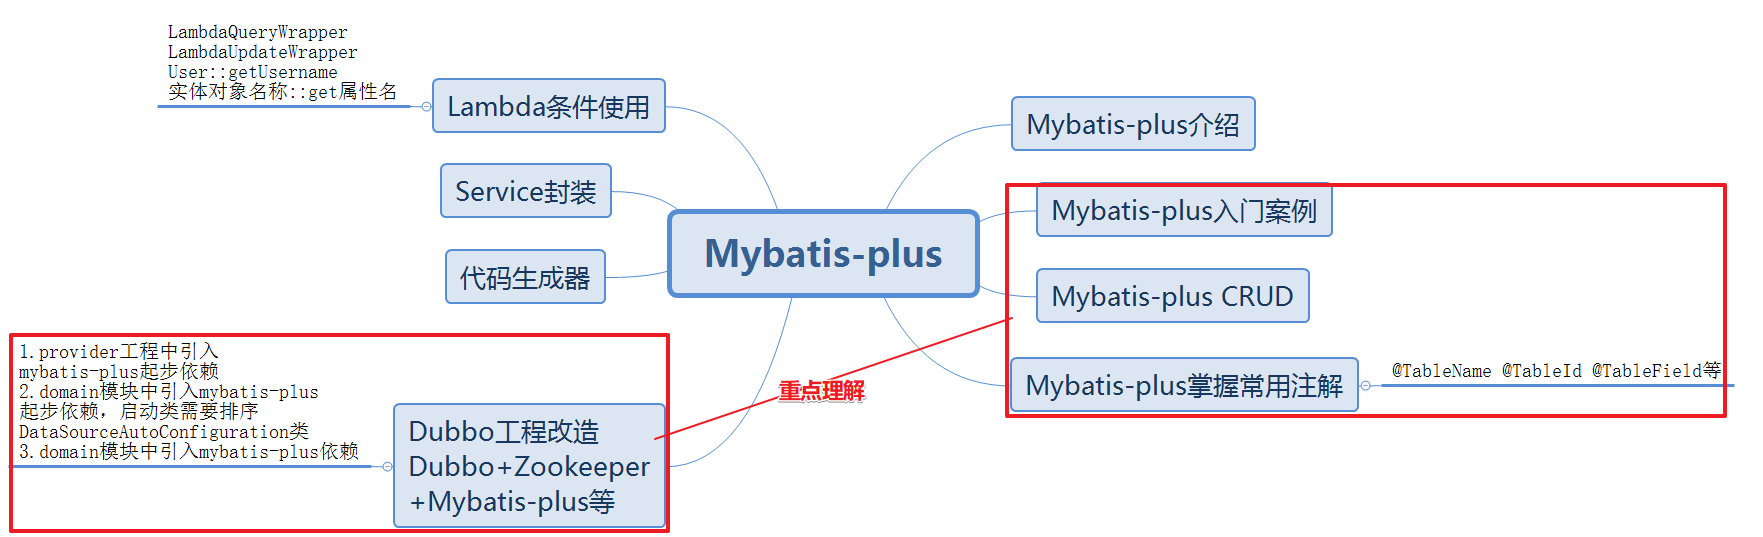 LambdaQueryWrapper
LambdaUpdateWrapper
User::getUsername
实体对象名称::get属性名
Lambda条件使用
Service封装
代码生成器
1.provider工程中引入
mybatis-plus起步依赖
2.domain模块中引入mybatis-plus
起步依赖，启动类需要排序
DataSourceAutoConfiguration类
3.domain模块中引入mybatis-plus依赖
Dubbo工程改造
Dubbo+Zookeeper
+Mybatis-plus等
Mybatis-plus
重点理解
Mybatis-plus介绍
Mybatis-plus入门案例
Mybatis-plus CRUD
Mybatis-plus掌握常用注解
@TableName @TableId @TableField等